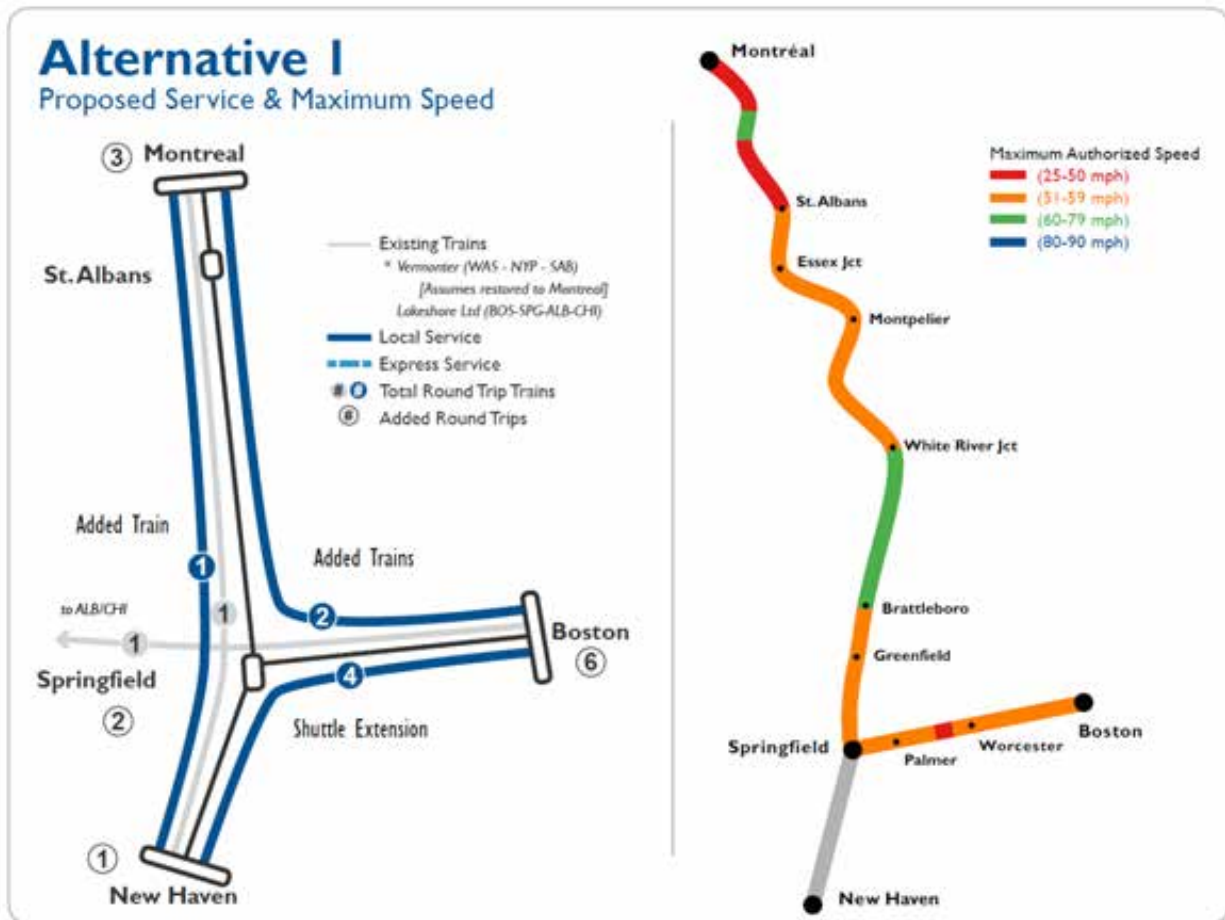 Alternative 1
Proposed Service & Maximum Speed
③ Montreal
St. Albans
Existing Trains
* Vermonter (WAS - NYP - SAB)
[Assumes restored to Montreal]
Lakeshore Ltd (BOS-SPG-ALB-CHI)
Local Service
Express Service
# # Total Round Trip Trains
(#) Added Round Trips
Added Train
Added Trains
1
1
2
to ALB/CHI
1
Boston
⑥
Springfield
②
4
Shuttle Extension
①
New Haven
Montréal
Maximum Authorized Speed
(25-50 mph)
(51-59 mph)
(60-79 mph)
(80-90 mph)
St. Albans
Essex Jct
Montpelier
White River Jct
Brattleboro
Greenfield
Springfield
Palmer
Worcester
Boston
New Haven